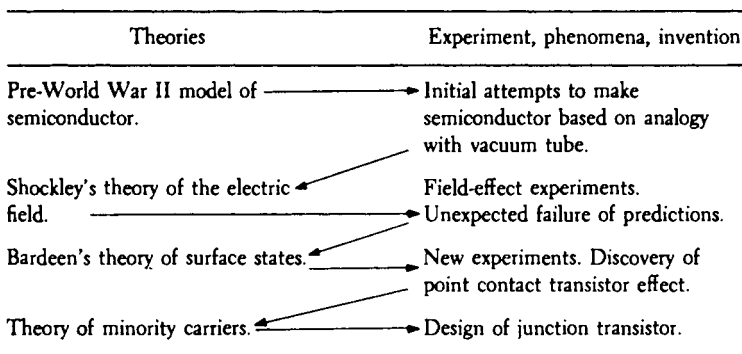 Theories
Experiment, phenomena, invention
Pre-World War II model of
semiconductor.
Initial attempts to make
semiconductor based on analogy
with vacuum tube.
Shockley's theory of the electric
field.
Field-effect experiments.
Unexpected failure of predictions.
Bardeen's theory of surface states.
New experiments. Discovery of
point contact transistor effect.
Theory of minority carriers.
Design of junction transistor.